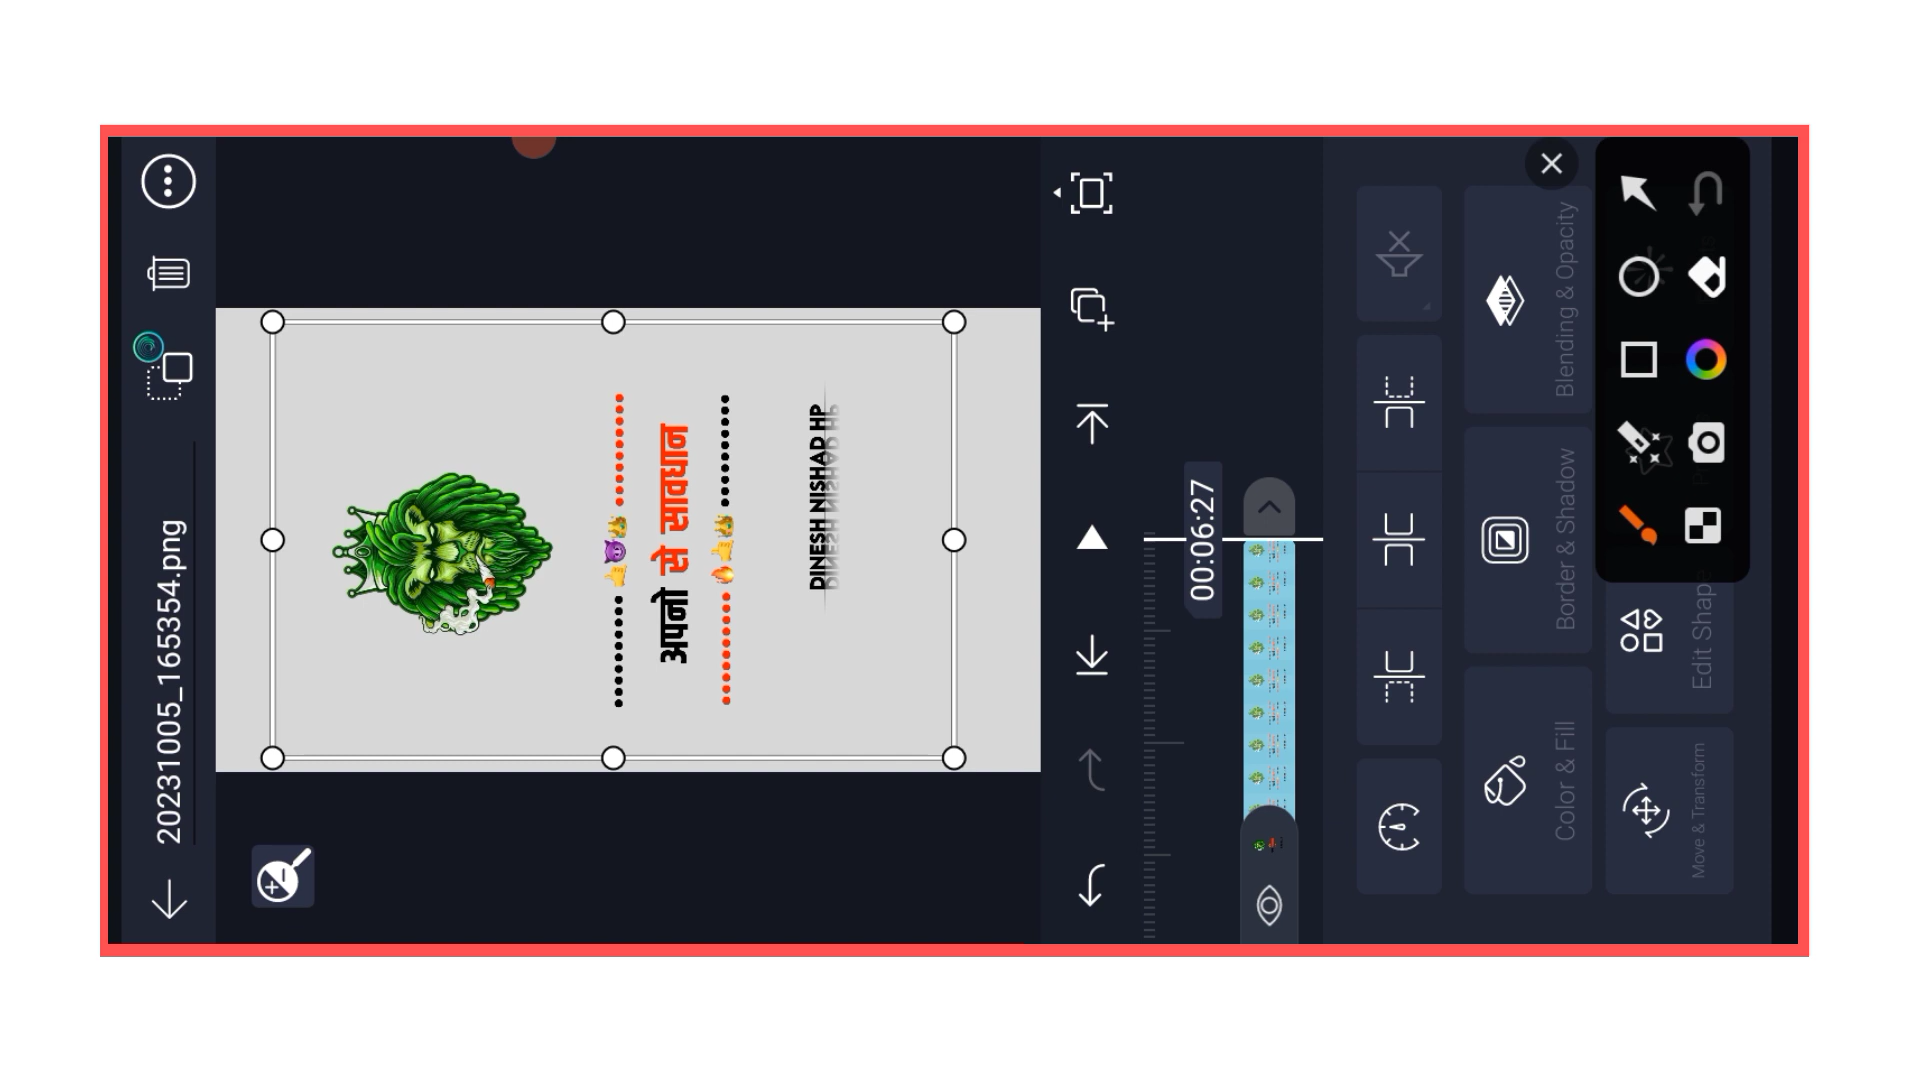 20231005_165354.png
............👍😈👑............
अपनो से सावधान
............🔥👍👑............
DINESH NISHAD HP
00:06:27
Color & Fill
Border & Shadow
Blending & Opacity
Move & Transform
Edit Shape